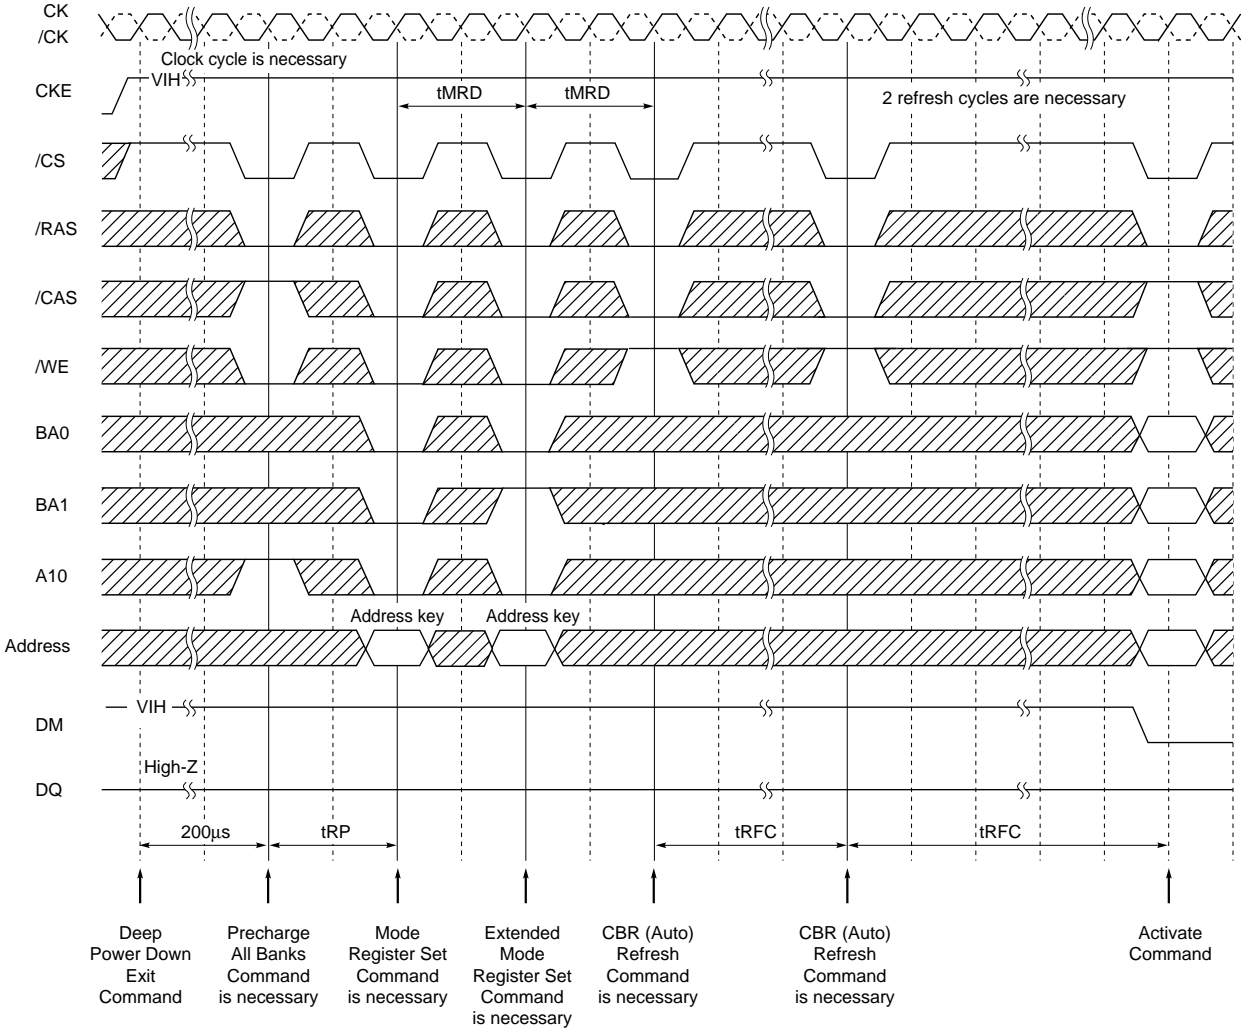 CK
/CK
Clock cycle is necessary
CKE
VIH
tMRD
tMRD
2 refresh cycles are necessary
/CS
/RAS
/CAS
/WE
BA0
BA1
A10
Address key
Address key
Address
DM
VIH
High-Z
DQ
200µs
tRP
tRFC
tRFC
Deep
Power Down
Exit
Command
Precharge
All Banks
Command
is necessary
Mode
Register Set
Command
is necessary
Extended
Mode
Register Set
Command
is necessary
CBR (Auto)
Refresh
Command
is necessary
CBR (Auto)
Refresh
Command
is necessary
Activate
Command